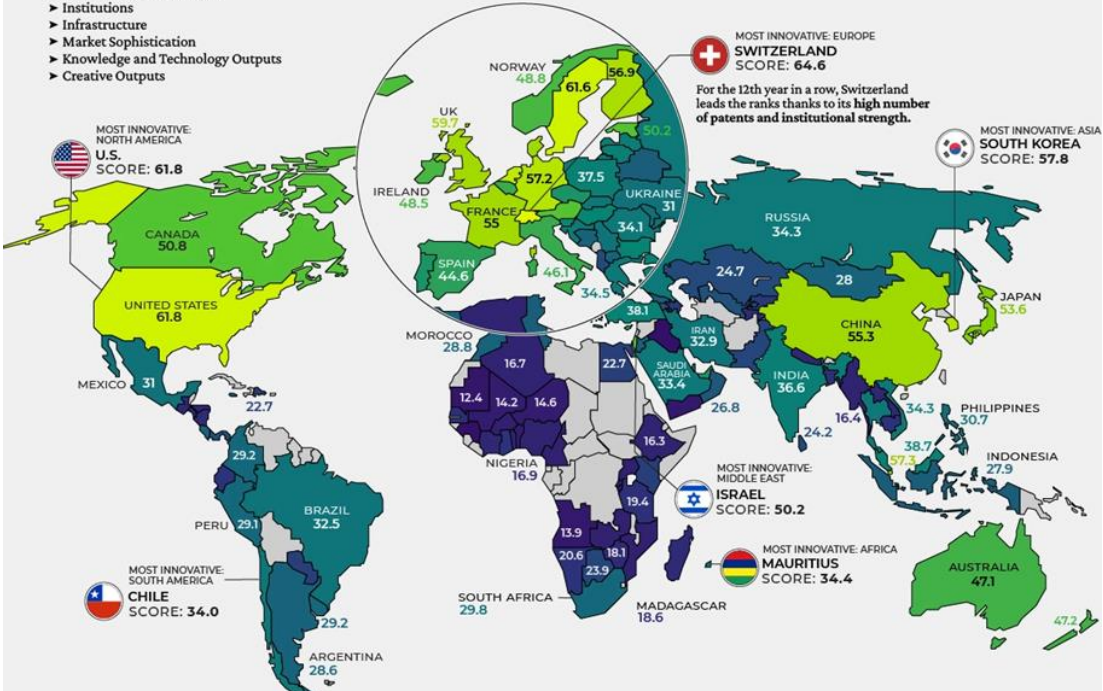 ➤ Institutions
➤ Infrastructure
➤ Market Sophistication
➤ Knowledge and Technology Outputs
➤ Creative Outputs
MOST INNOVATIVE: EUROPE
SWITZERLAND
SCORE: 64.6
For the 12th year in a row, Switzerland
leads the ranks thanks to its high number
of patents and institutional strength.
MOST INNOVATIVE:
NORTH AMERICA
U.S.
SCORE: 61.8
MOST INNOVATIVE: ASIA
SOUTH KOREA
SCORE: 57.8
NORWAY
48.8
61.6
56.9
UK
59.7
50.2
IRELAND
48.5
57.2
37.5
UKRAINE
31
FRANCE
55
34.1
SPAIN
44.6
46.1
34.5
CANADA
50.8
UNITED STATES
61.8
MEXICO
31
22.7
RUSSIA
34.3
24.7
28
JAPAN
53.6
CHINA
55.3
38.1
IRAN
32.9
SAUDI
ARABIA
33.4
26.8
INDIA
36.6
24.2
16.4
34.3
PHILIPPINES
30.7
38.7
57.3
INDONESIA
27.9
MOROCCO
28.8
16.7
22.7
12.4
14.2
14.6
16.3
NIGERIA
16.9
19.4
13.9
20.6
18.1
23.9
SOUTH AFRICA
29.8
MADAGASCAR
18.6
MOST INNOVATIVE:
MIDDLE EAST
ISRAEL
SCORE: 50.2
MOST INNOVATIVE: AFRICA
MAURITIUS
SCORE: 34.4
29.2
PERU
29.1
BRAZIL
32.5
MOST INNOVATIVE:
SOUTH AMERICA
CHILE
SCORE: 34.0
29.2
ARGENTINA
28.6
AUSTRALIA
47.1
47.2